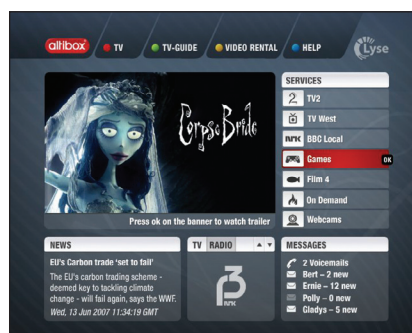 altibox TV TV-GUIDE VIDEO RENTAL HELP Lyse
Corpse Bride
Press ok on the banner to watch trailer
SERVICES
2 TV2
TV West
NRK BBC Local
Games OK
Film 4
On Demand
Webcams
NEWS
EU's Carbon trade 'set to fail'
The EU's carbon trading scheme -
deemed key to tackling climate
change - will fail again, says the WWF.
Wed, 13 Jun 2007 11:34:19 GMT
TV RADIO
P3
NRK
MESSAGES
2 Voicemails
Bert – 2 new
Ernie – 12 new
Polly – 0 new
Gladys – 5 new